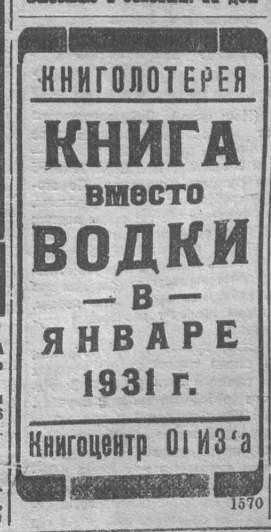 КНИГОЛОТЕРЕЯ
КНИГА
ВМЕСТО
ВОДКИ
— В —
ЯНВАРЕ
1931 г.
Книгоцентр ОГИЗ‘а
1570